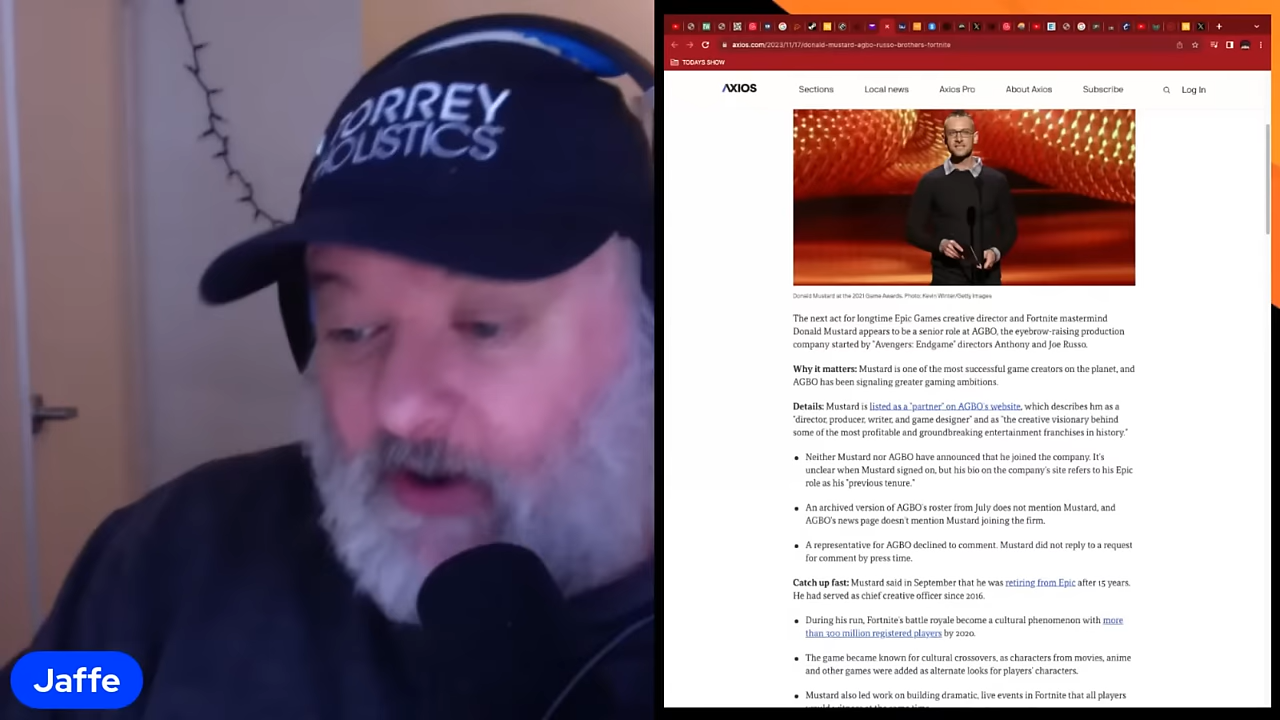 TORREY
COUSTICS
Jaffe
axios.com/2023/11/17/donald-mustard-agbo-russo-brothers-fortnite
TODAYS SHOW
AXIOS
Sections
Local news
Axios Pro
About Axios
Subscribe
Log In
Donald Mustard at the 2021 Game Awards. Photo: Kevin Winter/Getty Images
The next act for longtime Epic Games creative director and Fortnite mastermind
Donald Mustard appears to be a senior role at AGBO, the eyebrow-raising production
company started by "Avengers: Endgame" directors Anthony and Joe Russo.
Why it matters: Mustard is one of the most successful game creators on the planet, and
AGBO has been signaling greater gaming ambitions.
Details: Mustard is listed as a "partner" on AGBO's website, which describes hm as a
"director, producer, writer, and game designer" and as "the creative visionary behind
some of the most profitable and groundbreaking entertainment franchises in history."
• Neither Mustard nor AGBO have announced that he joined the company. It's
unclear when Mustard signed on, but his bio on the company's site refers to his Epic
role as his "previous tenure."
• An archived version of AGBO's roster from July does not mention Mustard, and
AGBO's news page doesn't mention Mustard joining the firm.
• A representative for AGBO declined to comment. Mustard did not reply to a request
for comment by press time.
Catch up fast: Mustard said in September that he was retiring from Epic after 15 years.
He had served as chief creative officer since 2016.
• During his run, Fortnite's battle royale become a cultural phenomenon with more
than 300 million registered players by 2020.
• The game became known for cultural crossovers, as characters from movies, anime
and other games were added as alternate looks for players' characters.
• Mustard also led work on building dramatic, live events in Fortnite that all players